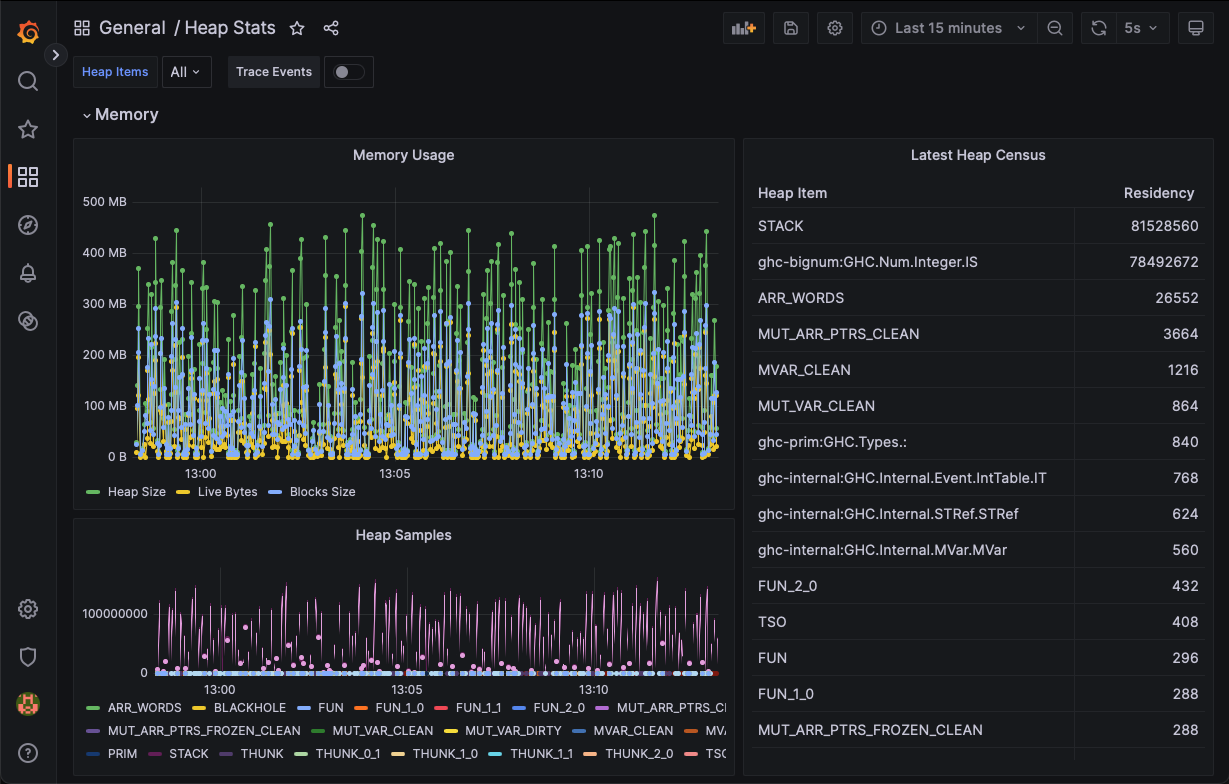 General / Heap Stats
Last 15 minutes
5s
Heap Items
All
Trace Events
Memory
Memory Usage
500 MB
400 MB
300 MB
200 MB
100 MB
0 B
13:00 13:05 13:10
Heap Size Live Bytes Blocks Size
Heap Samples
100000000
0
13:00 13:05 13:10
ARR_WORDS BLACKHOLE FUN FUN_1_0 FUN_1_1 FUN_2_0 MUT_ARR_PTRS_CL
MUT_ARR_PTRS_FROZEN_CLEAN MUT_VAR_CLEAN MUT_VAR_DIRTY MVAR_CLEAN MVA
PRIM STACK THUNK THUNK_0_1 THUNK_1_0 THUNK_1_1 THUNK_2_0 TSO
Latest Heap Census
Heap Item Residency
STACK 81528560
ghc-bignum:GHC.Num.Integer.IS 78492672
ARR_WORDS 26552
MUT_ARR_PTRS_CLEAN 3664
MVAR_CLEAN 1216
MUT_VAR_CLEAN 864
ghc-prim:GHC.Types.: 840
ghc-internal:GHC.Internal.Event.IntTable.IT 768
ghc-internal:GHC.Internal.STRef.STRef 624
ghc-internal:GHC.Internal.MVar.MVar 560
FUN_2_0 432
TSO 408
FUN 296
FUN_1_0 288
MUT_ARR_PTRS_FROZEN_CLEAN 288